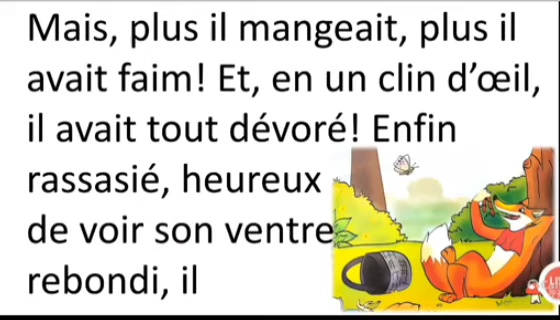 Mais, plus il mangeait, plus il
avait faim! Et, en un clin d'œil,
il avait tout dévoré! Enfin
rassasié, heureux
de voir son ventre
rebondi, il